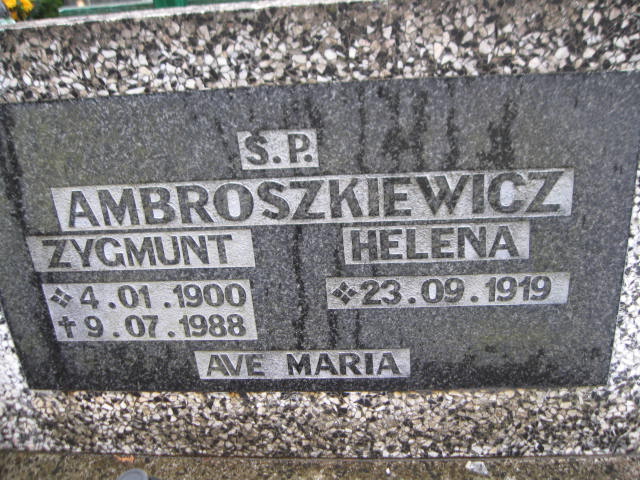 Ś.P.
AMBROSZKIEWICZ
ZYGMUNT HELENA
4.01.1900 23.09.1919
† 9.07.1988
AVE MARIA